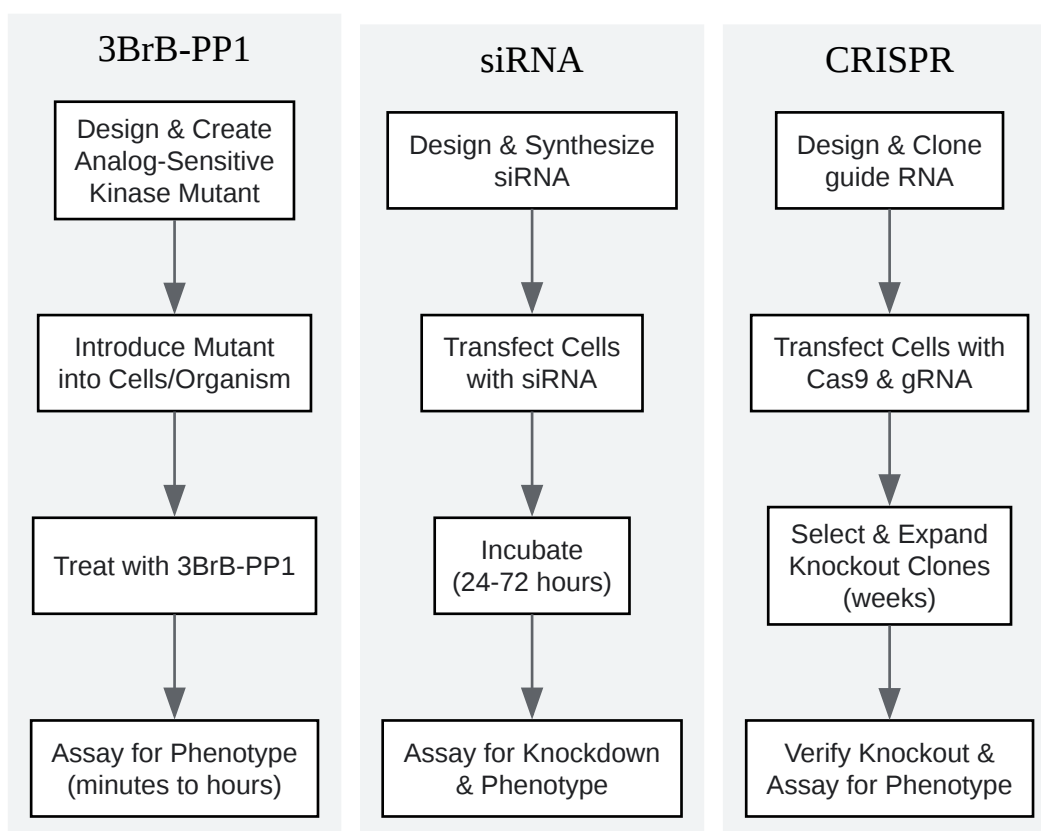 3BrB-PP1
Design & Create
Analog-Sensitive
Kinase Mutant
Introduce Mutant
into Cells/Organism
Treat with 3BrB-PP1
Assay for Phenotype
(minutes to hours)
siRNA
Design & Synthesize
siRNA
Transfect Cells
with siRNA
Incubate
(24-72 hours)
Assay for Knockdown
& Phenotype
CRISPR
Design & Clone
guide RNA
Transfect Cells with
Cas9 & gRNA
Select & Expand
Knockout Clones
(weeks)
Verify Knockout &
Assay for Phenotype